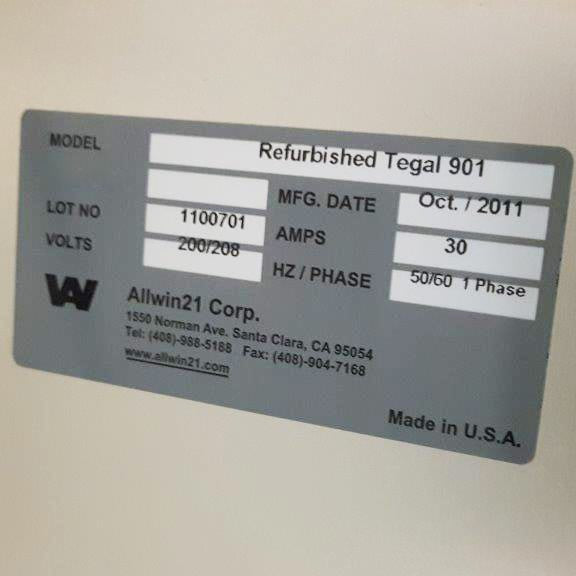 MODEL Refurbished Tegal 901
MFG. DATE Oct. / 2011
LOT NO 1100701 AMPS 30
VOLTS 200/208 HZ / PHASE 50/60 1 Phase
Allwin21 Corp.
1550 Norman Ave. Santa Clara, CA 95054
Tel: (408)-988-5188 Fax: (408)-904-7168
www.allwin21.com
Made in U.S.A.